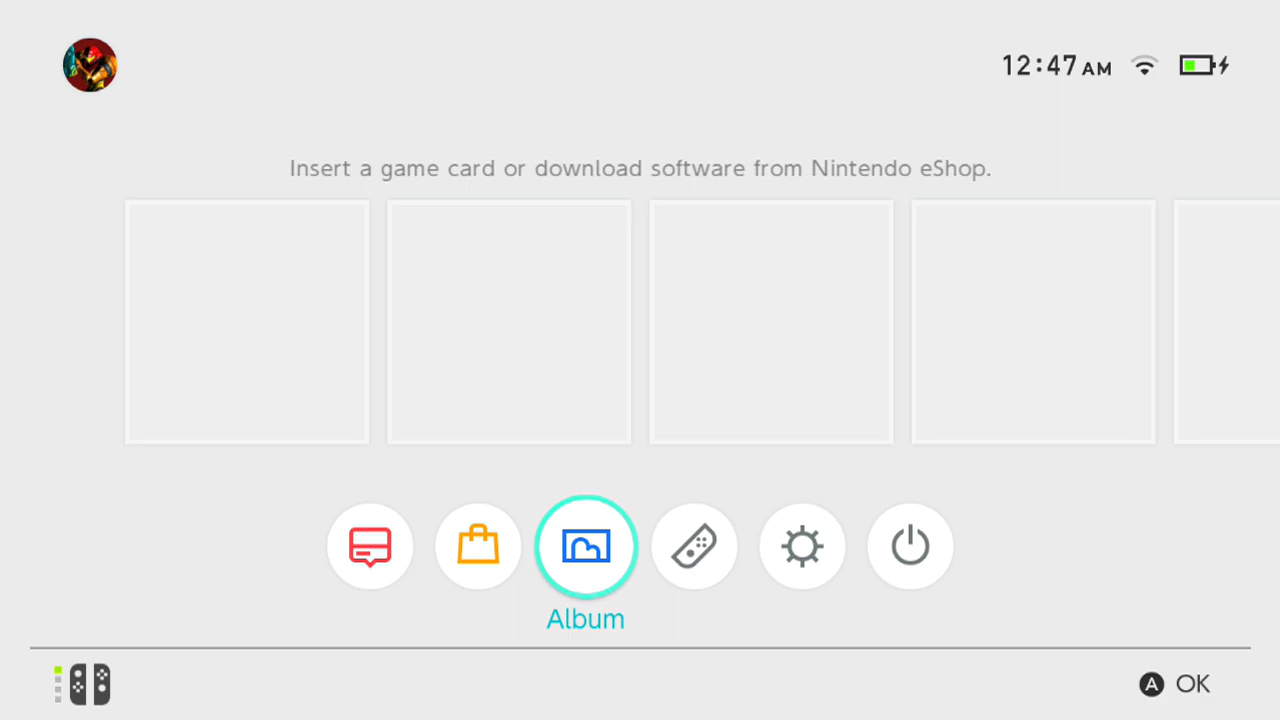 12:47 AM
Insert a game card or download software from Nintendo eShop.
Album
A OK